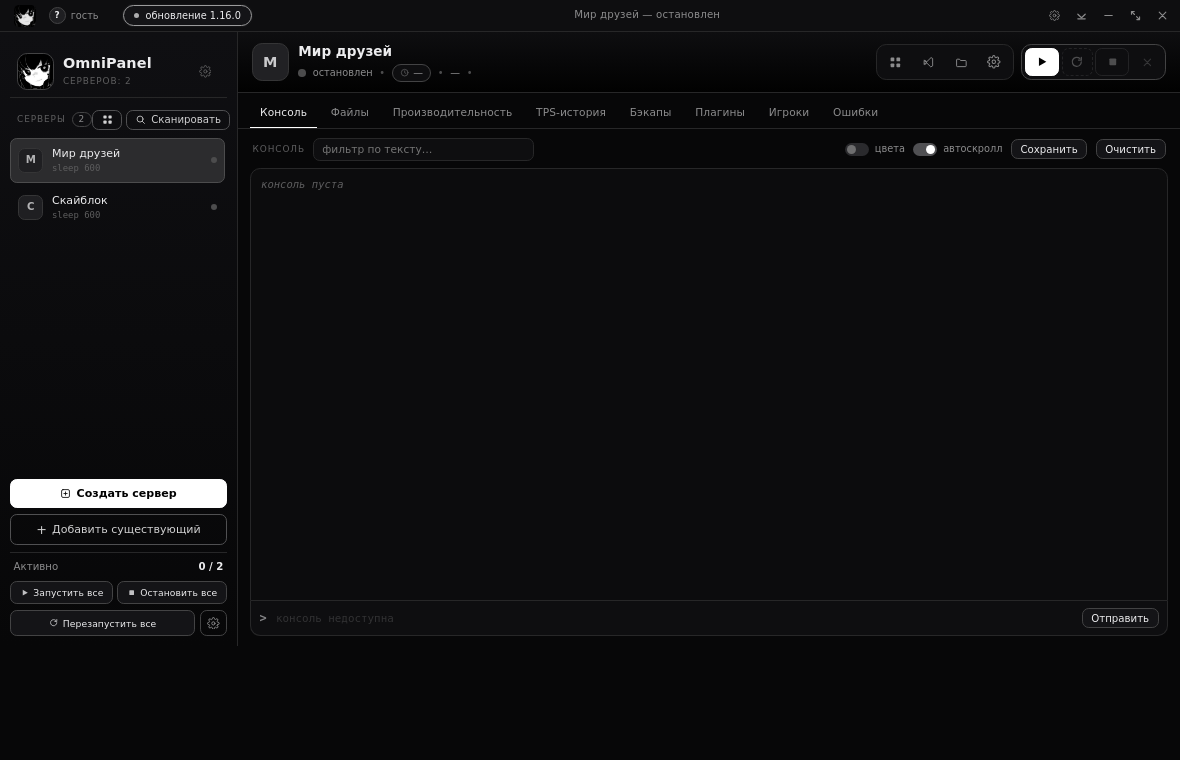 ? гость
обновление 1.16.0
Мир друзей — остановлен
OmniPanel
СЕРВЕРОВ: 2
СЕРВЕРЫ 2
Сканировать
М
Мир друзей
sleep 600
С
Скайблок
sleep 600
Создать сервер
+ Добавить существующий
Активно 0 / 2
Запустить все
Остановить все
Перезапустить все
М
Мир друзей
остановлен • — • — •
Консоль Файлы Производительность TPS-история Бэкапы Плагины Игроки Ошибки
КОНСОЛЬ фильтр по тексту... цвета автоскролл Сохранить Очистить
консоль пуста
> консоль недоступна
Отправить